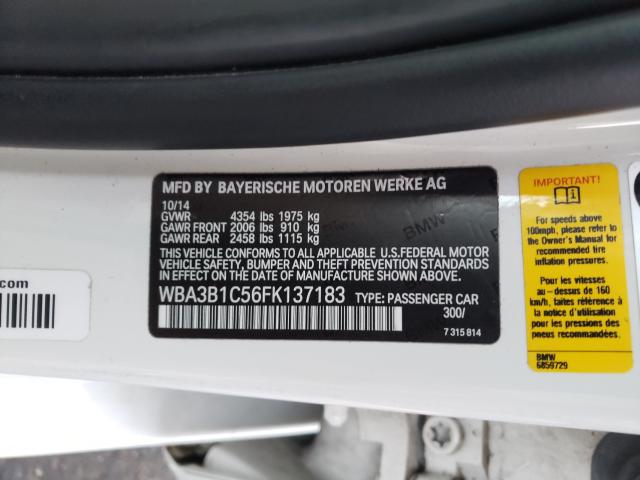 MFD BY BAYERISCHE MOTOREN WERKE AG
10/14
GVWR 4354 lbs 1975 kg
GAWR FRONT 2006 lbs 910 kg
GAWR REAR 2458 lbs 1115 kg
THIS VEHICLE CONFORMS TO ALL APPLICABLE U.S.FEDERAL MOTOR
VEHICLE SAFETY, BUMPER AND THEFT PREVENTION STANDARDS
IN EFFECT ON THE DATE OF MANUFACTURE SHOWN ABOVE.
WBA3B1C56FK137183 TYPE: PASSENGER CAR
300/
7 315 814
IMPORTANT
For speeds above
100mph, please refer to
the Owner's Manual for
recommended tire
inflation pressures.
Pour les vitesses
au - dessus de 160
km/h, faites référence à
la notice d'utilisation
pour les pressions des
pneus recommandées.
BMW
6859729
.com
BMW